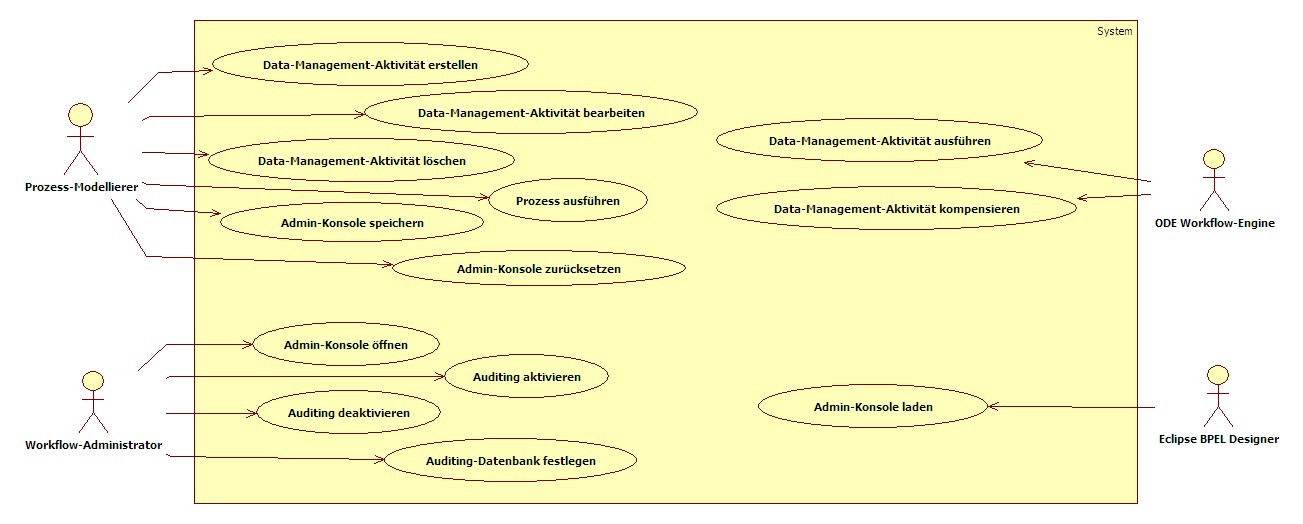 System
Data-Management-Aktivität erstellen
Data-Management-Aktivität bearbeiten
Data-Management-Aktivität ausführen
Data-Management-Aktivität löschen
Prozess-Modellierer
Prozess ausführen
Data-Management-Aktivität kompensieren
Admin-Konsole speichern
ODE Workflow-Engine
Admin-Konsole zurücksetzen
Admin-Konsole öffnen
Auditing aktivieren
Auditing deaktivieren
Admin-Konsole laden
Workflow-Administrator
Eclipse BPEL Designer
Auditing-Datenbank festlegen